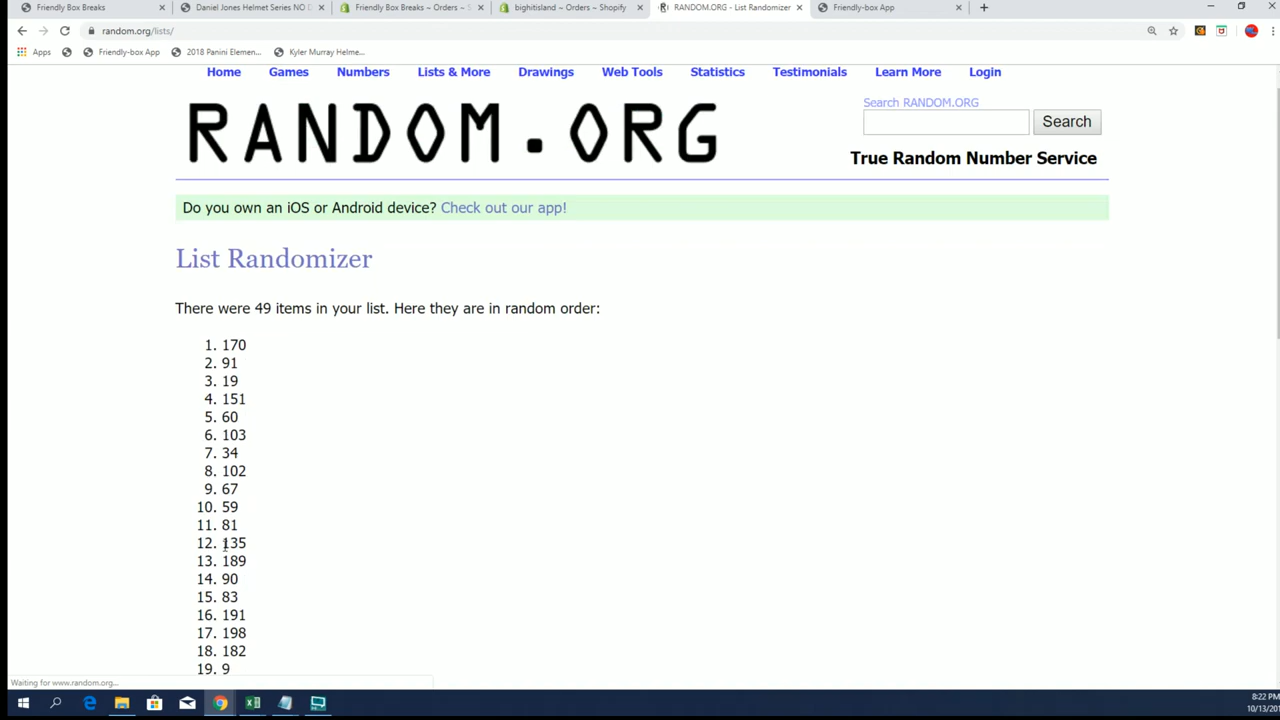 Friendly Box Breaks
Daniel Jones Helmet Series NO D
Friendly Box Breaks ~ Orders ~ S
bighitisland ~ Orders ~ Shopify
RANDOM.ORG - List Randomizer
Friendly-box App
random.org/lists/
Apps
Friendly-box App
2018 Panini Elemen...
Kyler Murray Helme...
Home
Games
Numbers
Lists & More
Drawings
Web Tools
Statistics
Testimonials
Learn More
Login
RANDOM.ORG
Search RANDOM.ORG
Search
True Random Number Service
Do you own an iOS or Android device? Check out our app!
List Randomizer
There were 49 items in your list. Here they are in random order:
1. 170
2. 91
3. 19
4. 151
5. 60
6. 103
7. 34
8. 102
9. 67
10. 59
11. 81
12. 135
13. 189
14. 90
15. 83
16. 191
17. 198
18. 182
19. 9
Waiting for www.random.org...
8:22 PM
10/13/201